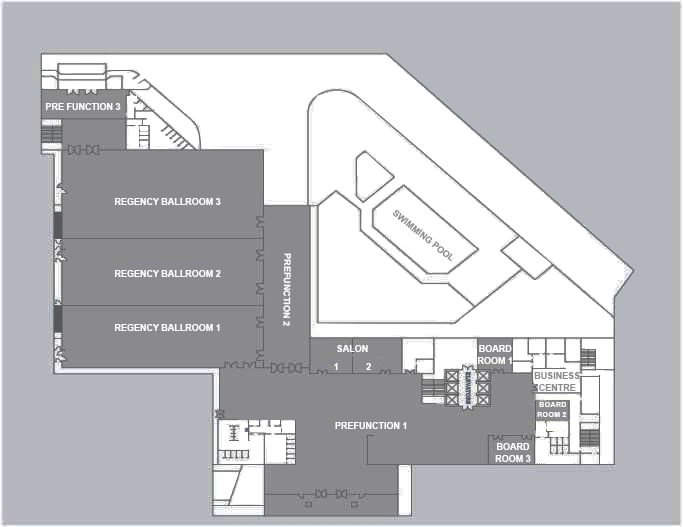 PRE FUNCTION 3
REGENCY BALLROOM 3
SWIMMING POOL
REGENCY BALLROOM 2
PREFUNCTION 2
REGENCY BALLROOM 1
SALON
1 2
BOARD
ROOM 1
ELEVATORS
BUSINESS
CENTRE
BOARD
ROOM 2
PREFUNCTION 1
BOARD
ROOM 3